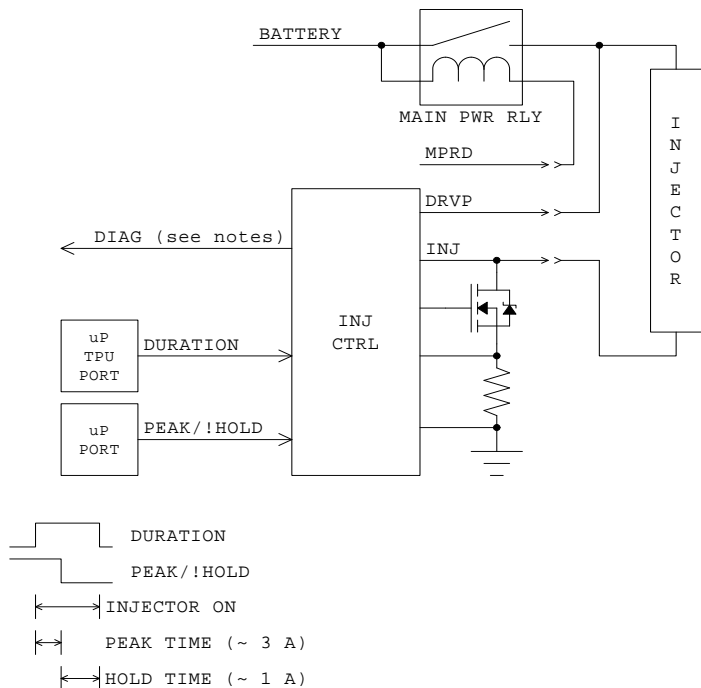 BATTERY
MAIN PWR RLY
MPRD
DRVP
INJ
INJECTOR
DIAG (see notes)
INJ
CTRL
uP
TPU
PORT
DURATION
uP
PORT
PEAK/!HOLD
DURATION
PEAK/!HOLD
INJECTOR ON
PEAK TIME (~ 3 A)
HOLD TIME (~ 1 A)